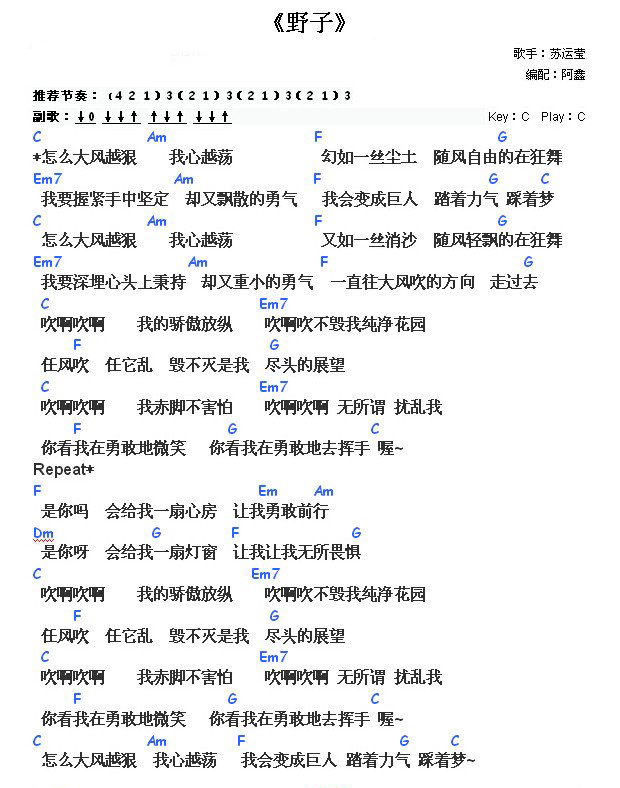 《野子》
歌手：苏运莹
编配：阿鑫
推荐节奏：（4 2 1）3（2 1）3（2 1）3（2 1）3
副歌：↓0 ↓↓↑ ↑↓↑ ↓↓↑ Key：C Play：C
C Am F G
*怎么大风越狠 我心越荡 幻如一丝尘土 随风自由的在狂舞
Em7 Am F G C
我要握紧手中坚定 却又飘散的勇气 我会变成巨人 踏着力气 踩着梦
C Am F G
怎么大风越狠 我心越荡 又如一丝消沙 随风轻飘的在狂舞
Em7 Am F G
我要深埋心头上秉持 却又重小的勇气 一直往大风吹的方向 走过去
C Em7
吹啊吹啊 我的骄傲放纵 吹啊吹不毁我纯净花园
F G
任风吹 任它乱 毁不灭是我 尽头的展望
C Em7
吹啊吹啊 我赤脚不害怕 吹啊吹啊 无所谓 扰乱我
F G C
你看我在勇敢地微笑 你看我在勇敢地去挥手 喔~
Repeat*
F Em Am
是你吗 会给我一扇心房 让我勇敢前行
Dm G F G
是你呀 会给我一扇灯窗 让我让我无所畏惧
C Em7
吹啊吹啊 我的骄傲放纵 吹啊吹不毁我纯净花园
F G
任风吹 任它乱 毁不灭是我 尽头的展望
C Em7
吹啊吹啊 我赤脚不害怕 吹啊吹啊 无所谓 扰乱我
F G C
你看我在勇敢地微笑 你看我在勇敢地去挥手 喔~
C Am F G C
怎么大风越狠 我心越荡 我会变成巨人 踏着力气 踩着梦~